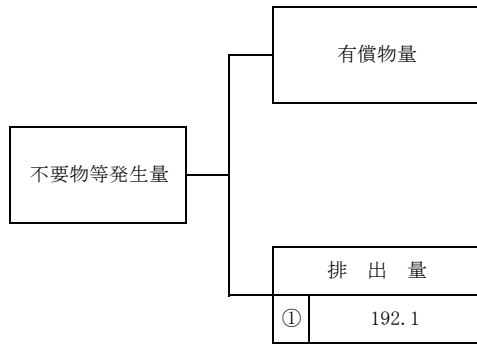 有償物量
不要物等発生量
排 出 量
① 192.1